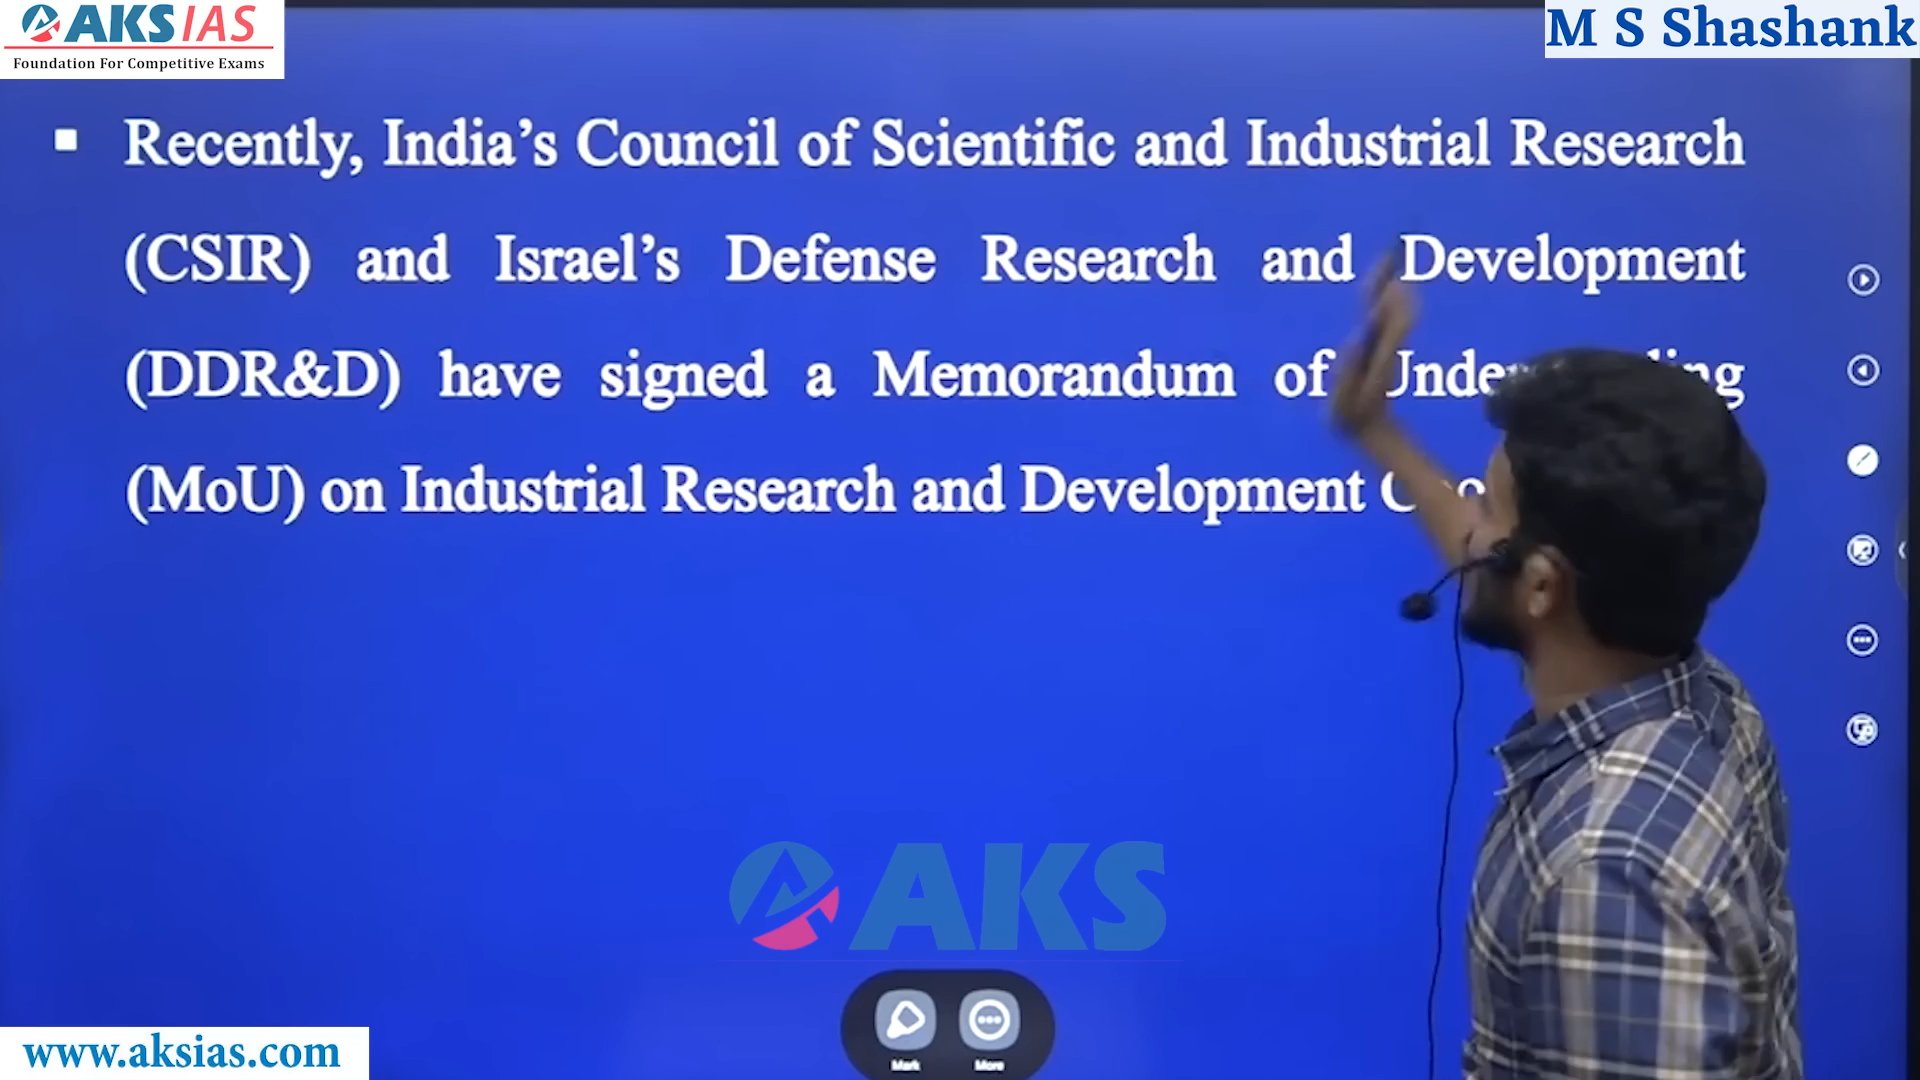 AKS IAS
Foundation For Competitive Exams
M S Shashank
Recently, India's Council of Scientific and Industrial Research
(CSIR) and Israel's Defense Research and Development
(DDR&D) have signed a Memorandum of
(MoU) on Industrial Research and Development
AKS
Mark
More
www.aksias.com